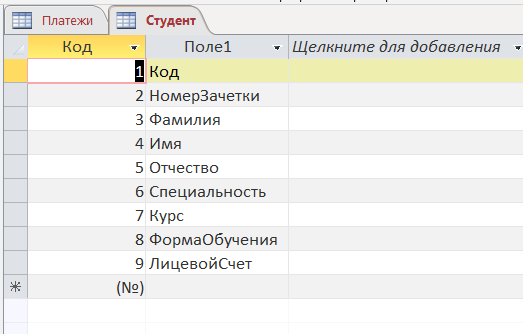 Платежи Студент
Код Поле1 Щелкните для добавления
1 Код
2 НомерЗачетки
3 Фамилия
4 Имя
5 Отчество
6 Специальность
7 Курс
8 ФормаОбучения
9 ЛицевойСчет
(№)